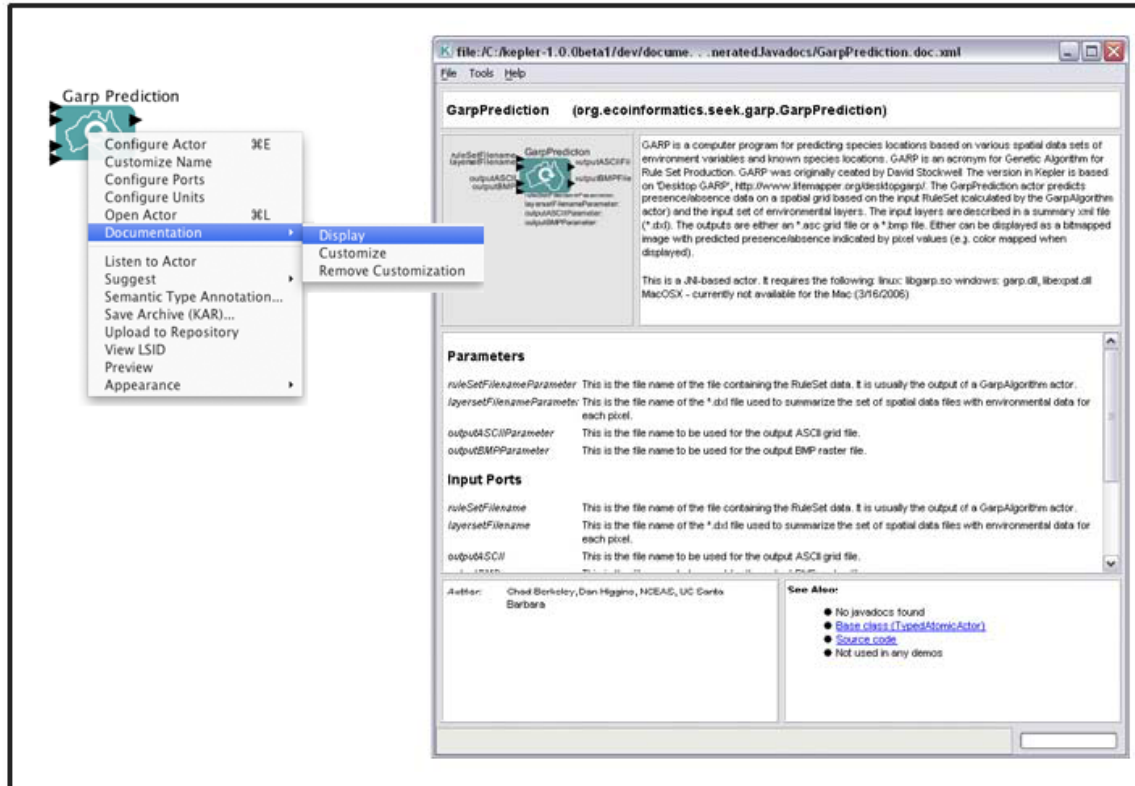 Garp Prediction
Configure Actor ⌘E
Customize Name
Configure Ports
Configure Units
Open Actor ⌘L
Documentation
Listen to Actor
Suggest
Semantic Type Annotation...
Save Archive (KAR)...
Upload to Repository
View LSID
Preview
Appearance
Display
Customize
Remove Customization
file:/C:/kepler-1.0.0beta1/dev/docume. . .neratedJavadocs/GarpPrediction.doc.xml
File Tools Help
GarpPrediction (org.ecoinformatics.seek.garp.GarpPrediction)
GarpPrediction
ruleSetFilename
layersetFilename
outputASCII
outputBMP
outputASCIIFil
outputBMPFile
layersetFilenameParameter:
outputASCIIParameter:
outputBMPParameter:
GARP is a computer program for predicting species locations based on various spatial data sets of
environment variables and known species locations. GARP is an acronym for Genetic Algorithm for
Rule Set Production. GARP was originally ceated by David Stockwell The version in Kepler is based
on 'Desktop GARP', http://www.lifemapper.org/desktopgarp/. The GarpPrediction actor predicts
presence/absence data on a spatial grid based on the input RuleSet (calculated by the GarpAlgorithm
actor) and the input set of environmental layers. The input layers are described in a summary xml file
(*.dxl). The outputs are either an *.asc grid file or a *.bmp file. Either can be displayed as a bitmapped
image with predicted presence/absence indicated by pixel values (e.g. color mapped when
displayed).
This is a JNI-based actor. It requires the following: linux: libgarp.so windows: garp.dll, libexpat.dll
MacOSX - currently not available for the Mac (3/16/2006)
Parameters
ruleSetFilenameParameter This is the file name of the file containing the RuleSet data. It is usually the output of a GarpAlgorithm actor.
layersetFilenameParameter This is the file name of the *.dxl file used to summarize the set of spatial data files with environmental data for
each pixel.
outputASCIIParameter This is the file name to be used for the output ASCII grid file.
outputBMPParameter This is the file name to be used for the output BMP raster file.
Input Ports
ruleSetFilename This is the file name of the file containing the RuleSet data. It is usually the output of a GarpAlgorithm actor.
layersetFilename This is the file name of the *.dxl file used to summarize the set of spatial data files with environmental data for
each pixel.
outputASCII This is the file name to be used for the output ASCII grid file.
Author: Chad Berkeley, Dan Higgins, NCEAS, UC Santa
Barbara
See Also:
No javadocs found
Base class (TypedAtomicActor)
Source code
Not used in any demos